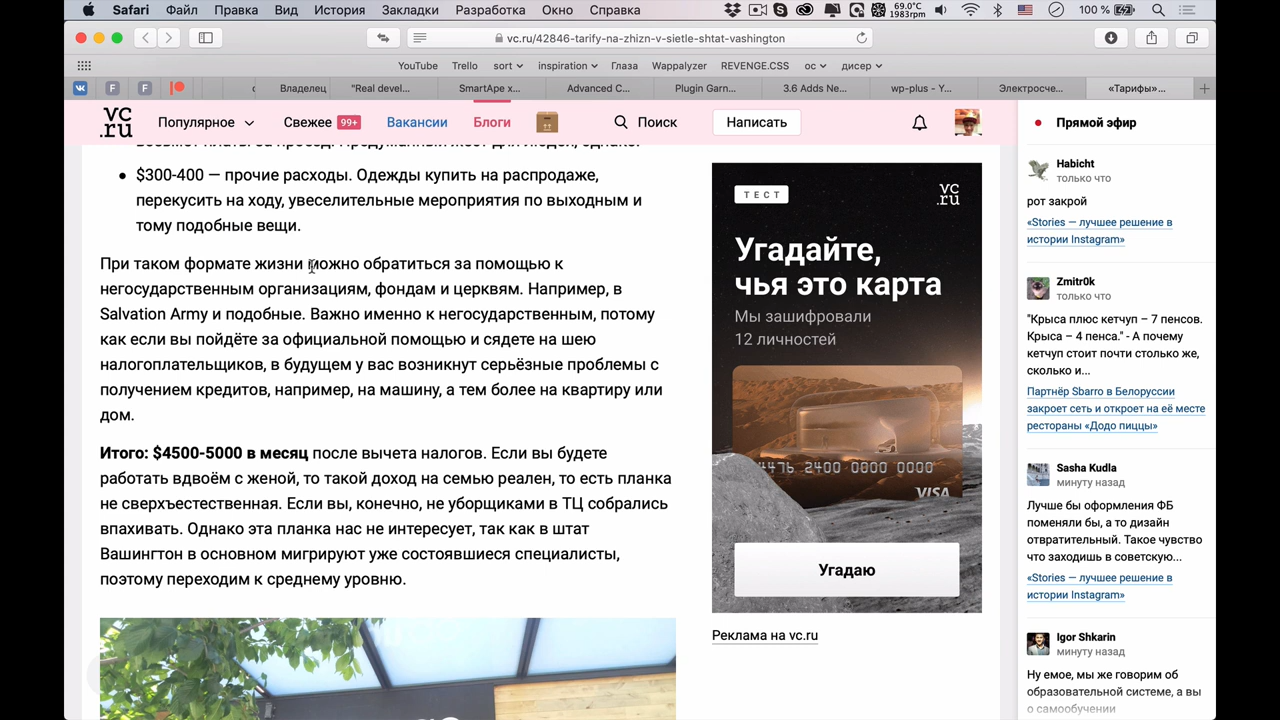 Safari Файл Правка Вид История Закладки Разработка Окно Справка
69.0°C
1983rpm
100 %
vc.ru/42846-tarify-na-zhizn-v-sietle-shtat-vashington
YouTube Trello sort inspiration Глаза Wappalyzer REVENGE.CSS ос дисер
Владелец "Real devel... SmartApe х... Advanced C... Plugin Garn... 3.6 Adds Ne... wp-plus - Y... Электросче... «Тарифы»...
vc
.ru
Популярное Свежее 99+ Вакансии Блоги Поиск Написать
$300-400 — прочие расходы. Одежды купить на распродаже,
перекусить на ходу, увеселительные мероприятия по выходным и
тому подобные вещи.
При таком формате жизни можно обратиться за помощью к
негосударственным организациям, фондам и церквям. Например, в
Salvation Army и подобные. Важно именно к негосударственным, потому
как если вы пойдёте за официальной помощью и сядете на шею
налогоплательщиков, в будущем у вас возникнут серьёзные проблемы с
получением кредитов, например, на машину, а тем более на квартиру или
дом.
Итого: $4500-5000 в месяц после вычета налогов. Если вы будете
работать вдвоём с женой, то такой доход на семью реален, то есть планка
не сверхъестественная. Если вы, конечно, не уборщиками в ТЦ собрались
впахивать. Однако эта планка нас не интересует, так как в штат
Вашингтон в основном мигрируют уже состоявшиеся специалисты,
поэтому переходим к среднему уровню.
ТЕСТ
vc
.ru
Угадайте,
чья это карта
Мы зашифровали
12 личностей
4476 2400 0800 0000
VISA
Угадаю
Реклама на vc.ru
Прямой эфир
Habicht
только что
рот закрой
«Stories — лучшее решение в
истории Instagram»
Zmitr0k
только что
"Крыса плюс кетчуп – 7 пенсов.
Крыса – 4 пенса." - А почему
кетчуп стоит почти столько же,
сколько и...
Партнёр Sbarro в Белоруссии
закроет сеть и откроет на её месте
рестораны «Додо пиццы»
Sasha Kudla
минуту назад
Лучше бы оформления ФБ
поменяли бы, а то дизайн
отвратительный. Такое чувство
что заходишь в советскую...
«Stories — лучшее решение в
истории Instagram»
Igor Shkarin
минуту назад
Ну емое, мы же говорим об
образовательной системе, а вы
о самообучении